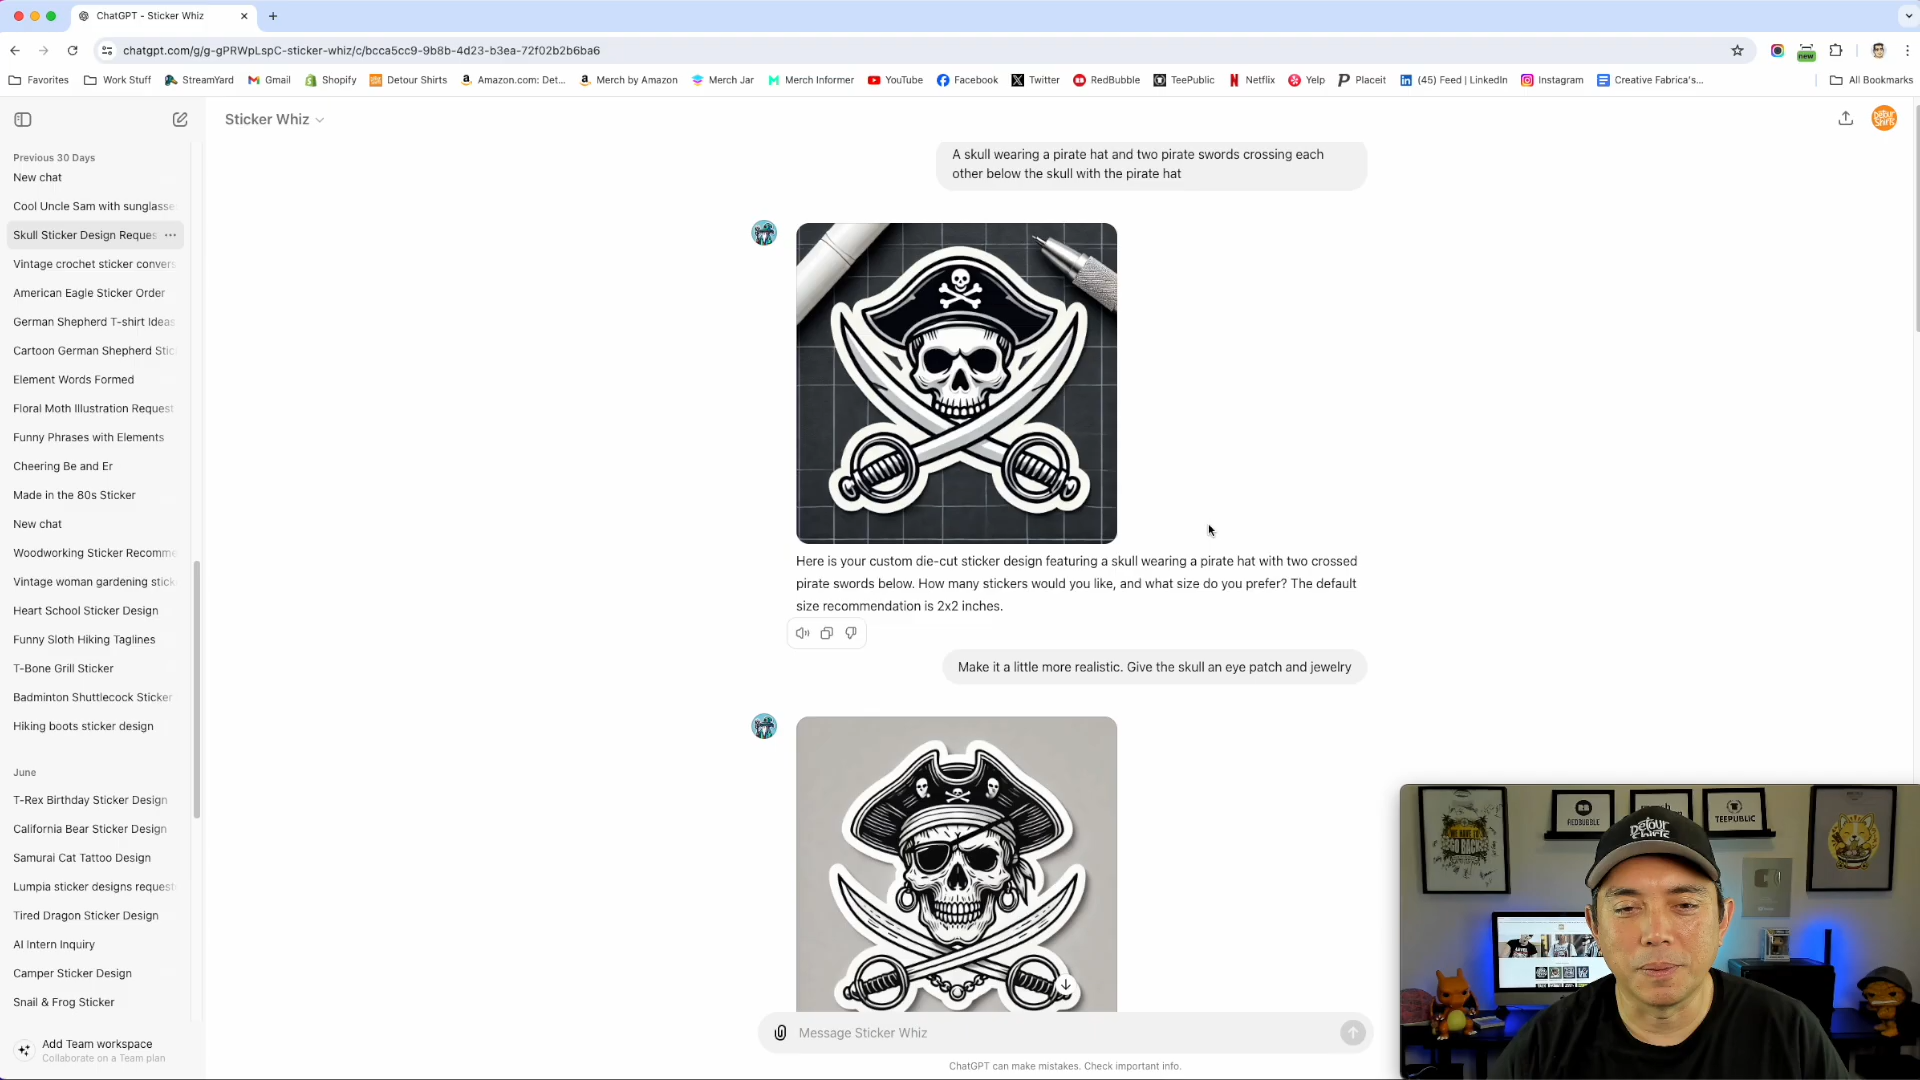 ChatGPT - Sticker Whiz
chatgpt.com/g/g-gPRWpLspC-sticker-whiz/c/bcca5cc9-9b8b-4d23-b3ea-72f02b2b6ba6
new
Favorites
Work Stuff
StreamYard
Gmail
Shopify
Detour Shirts
Amazon.com: Det...
Merch by Amazon
Merch Jar
Merch Informer
YouTube
Facebook
Twitter
RedBubble
TeePublic
Netflix
Yelp
Placeit
(45) Feed | LinkedIn
Instagram
Creative Fabrica's...
All Bookmarks
Sticker Whiz
Previous 30 Days
New chat
Cool Uncle Sam with sunglasse
Skull Sticker Design Reques
Vintage crochet sticker convers
American Eagle Sticker Order
German Shepherd T-shirt Ideas
Cartoon German Shepherd Stic
Element Words Formed
Floral Moth Illustration Request
Funny Phrases with Elements
Cheering Be and Er
Made in the 80s Sticker
New chat
Woodworking Sticker Recomme
Vintage woman gardening stick
Heart School Sticker Design
Funny Sloth Hiking Taglines
T-Bone Grill Sticker
Badminton Shuttlecock Sticker
Hiking boots sticker design
June
T-Rex Birthday Sticker Design
California Bear Sticker Design
Samurai Cat Tattoo Design
Lumpia sticker designs request
Tired Dragon Sticker Design
AI Intern Inquiry
Camper Sticker Design
Snail & Frog Sticker
Add Team workspace
Collaborate on a Team plan
A skull wearing a pirate hat and two pirate swords crossing each
other below the skull with the pirate hat
Here is your custom die-cut sticker design featuring a skull wearing a pirate hat with two crossed
pirate swords below. How many stickers would you like, and what size do you prefer? The default
size recommendation is 2x2 inches.
Make it a little more realistic. Give the skull an eye patch and jewelry
Message Sticker Whiz
ChatGPT can make mistakes. Check important info.
REDBUBBLE
TEEPUBLIC
DETOUR
SHIRTS